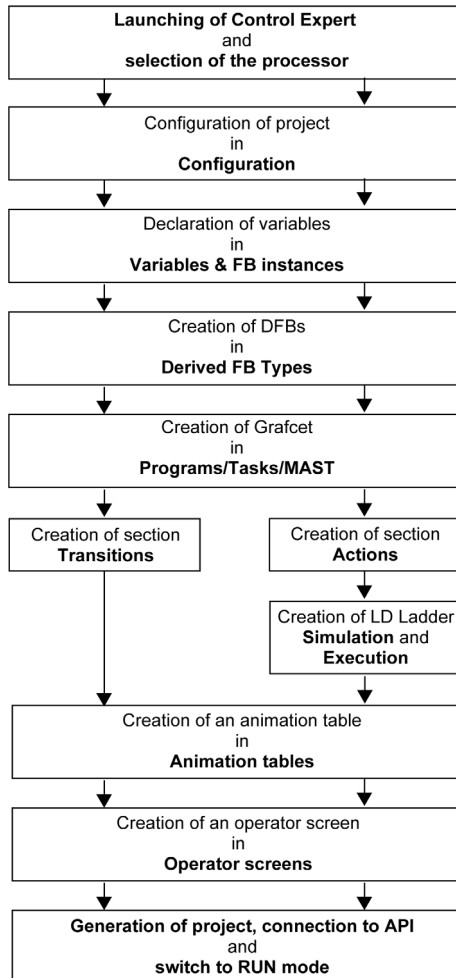 Launching of Control Expert
and
selection of the processor
Configuration of project
in
Configuration
Declaration of variables
in
Variables & FB instances
Creation of DFBs
in
Derived FB Types
Creation of Grafcet
in
Programs/Tasks/MAST
Creation of section
Transitions
Creation of section
Actions
Creation of LD Ladder
Simulation and
Execution
Creation of an animation table
in
Animation tables
Creation of an operator screen
in
Operator screens
Generation of project, connection to API
and
switch to RUN mode